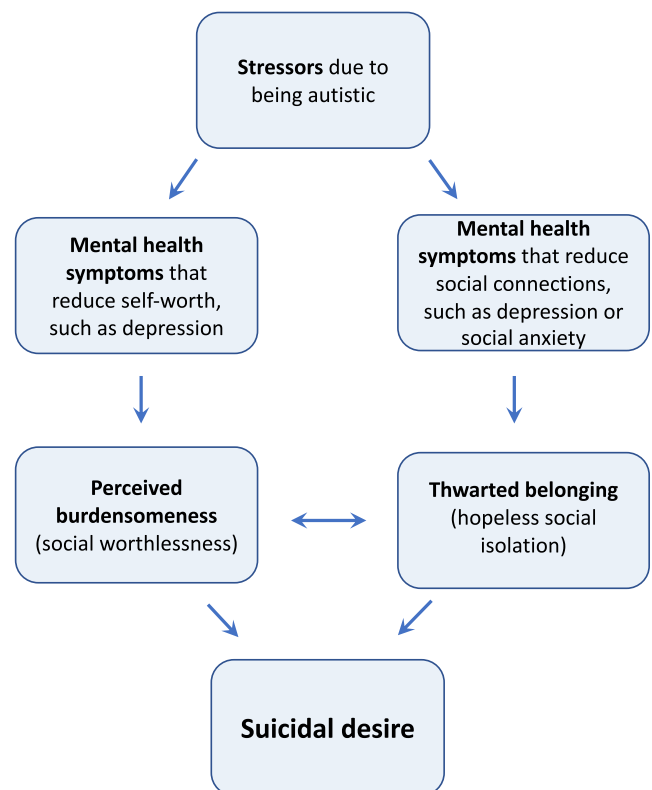 Stressors due to
being autistic
Mental health
symptoms that
reduce self-worth,
such as depression
Mental health
symptoms that reduce
social connections,
such as depression or
social anxiety
Perceived
burdensomeness
(social worthlessness)
Thwarted belonging
(hopeless social
isolation)
Suicidal desire